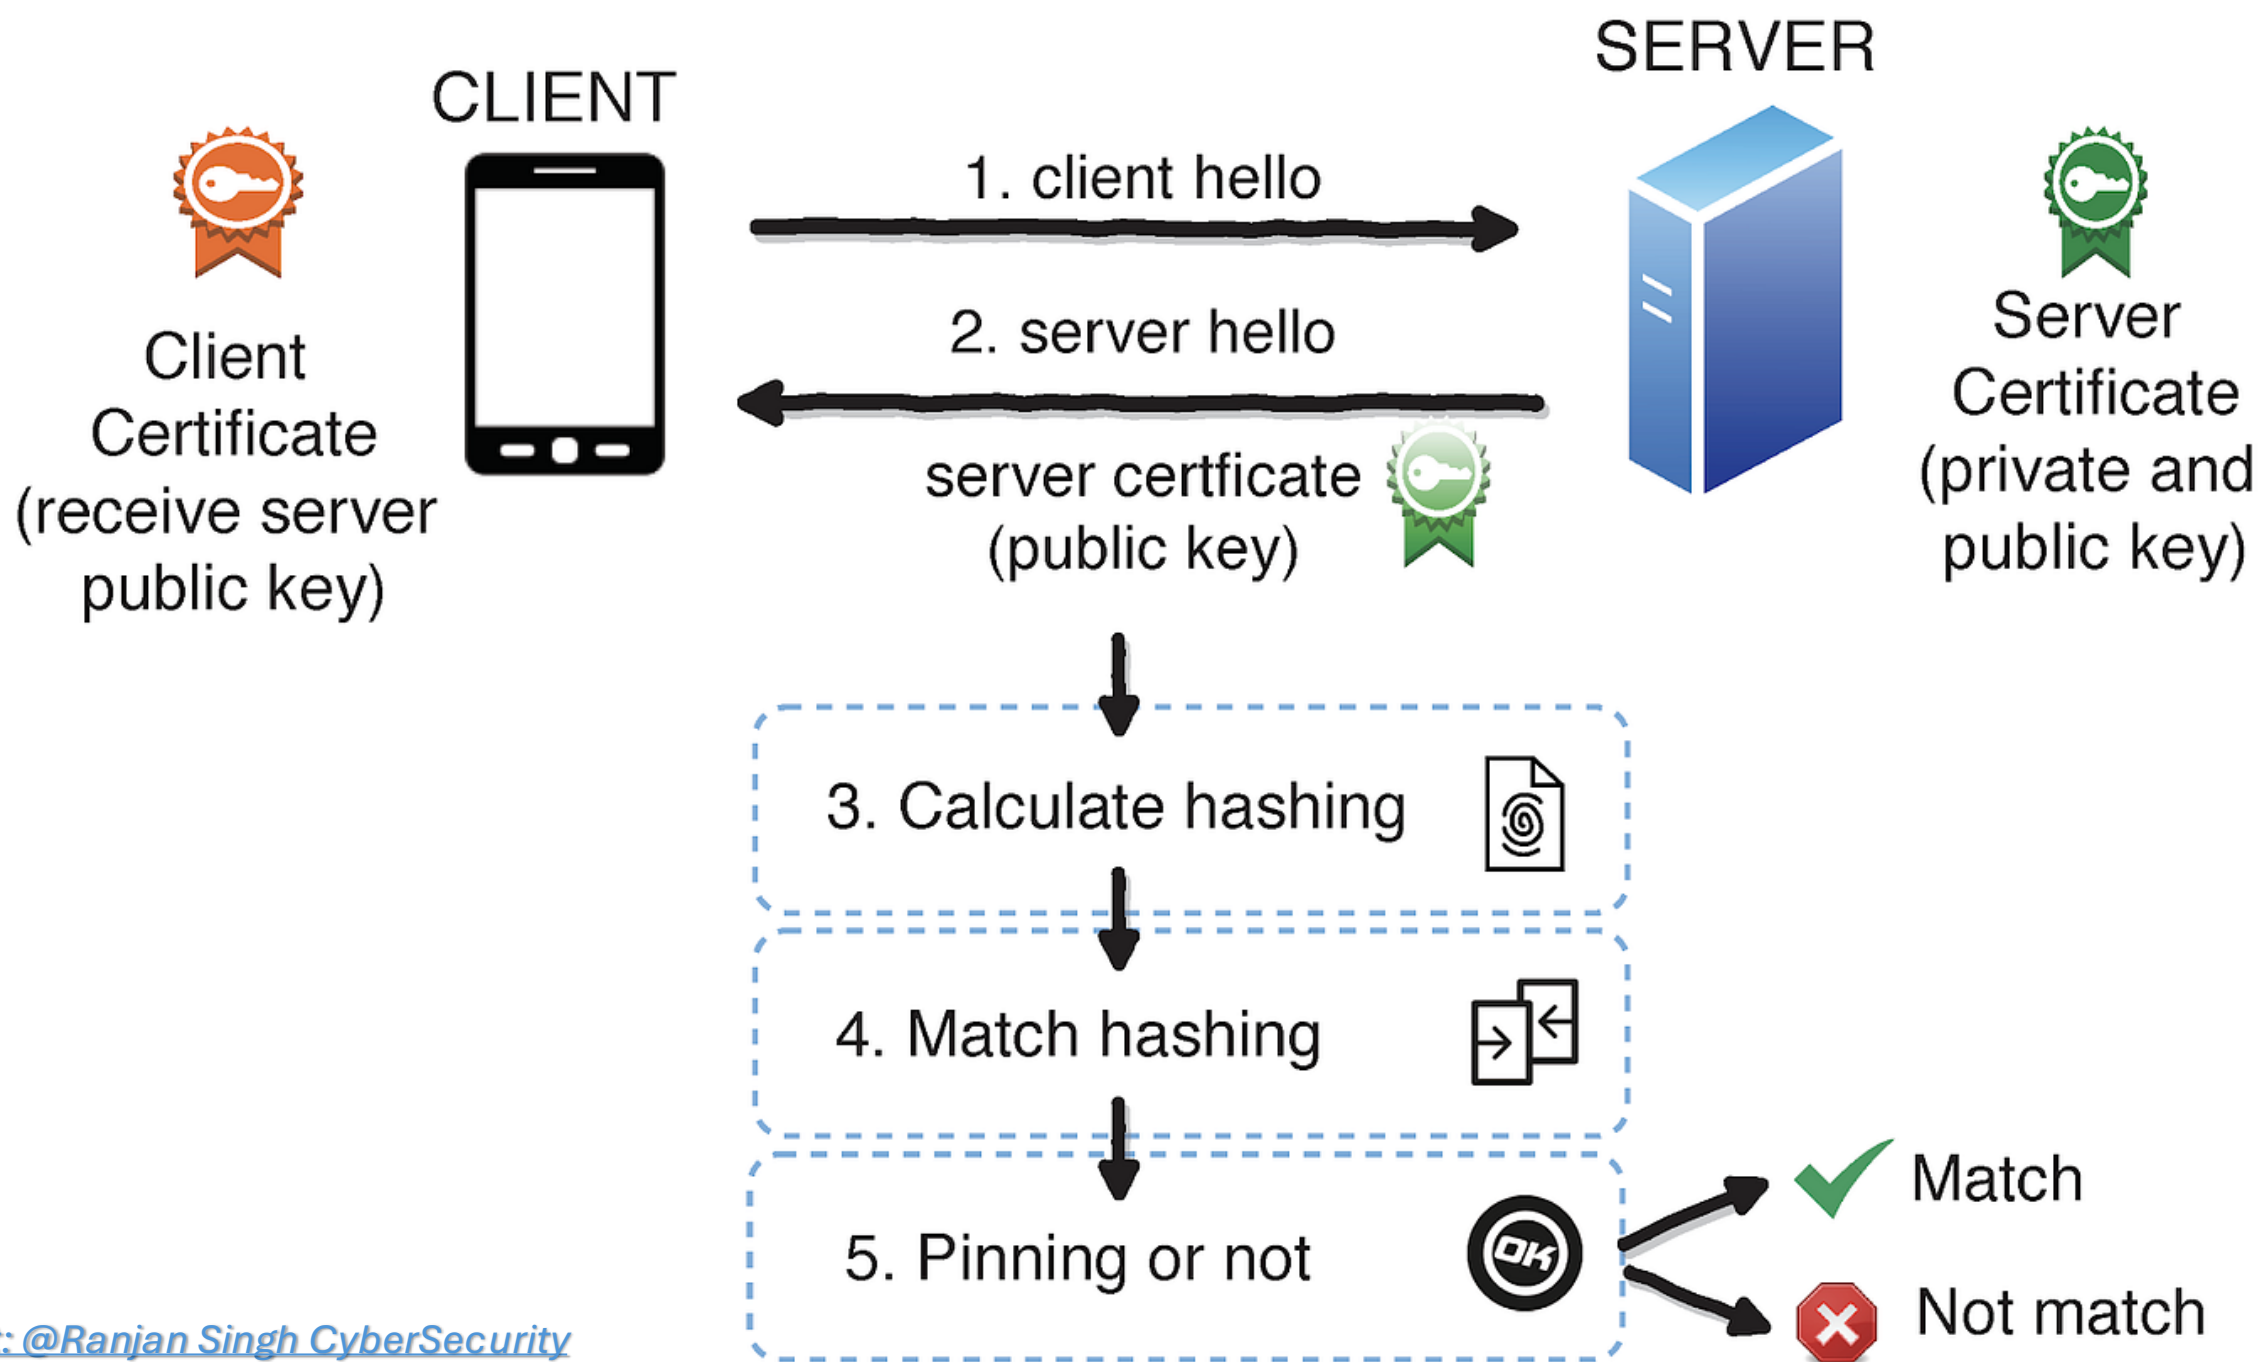 SERVER
CLIENT
1. client hello
2. server hello
Client
Certificate
(receive server
public key)
server certficate
(public key)
Server
Certificate
(private and
public key)
3. Calculate hashing
4. Match hashing
5. Pinning or not
OK
Match
Not match
: @Ranjan Singh CyberSecurity